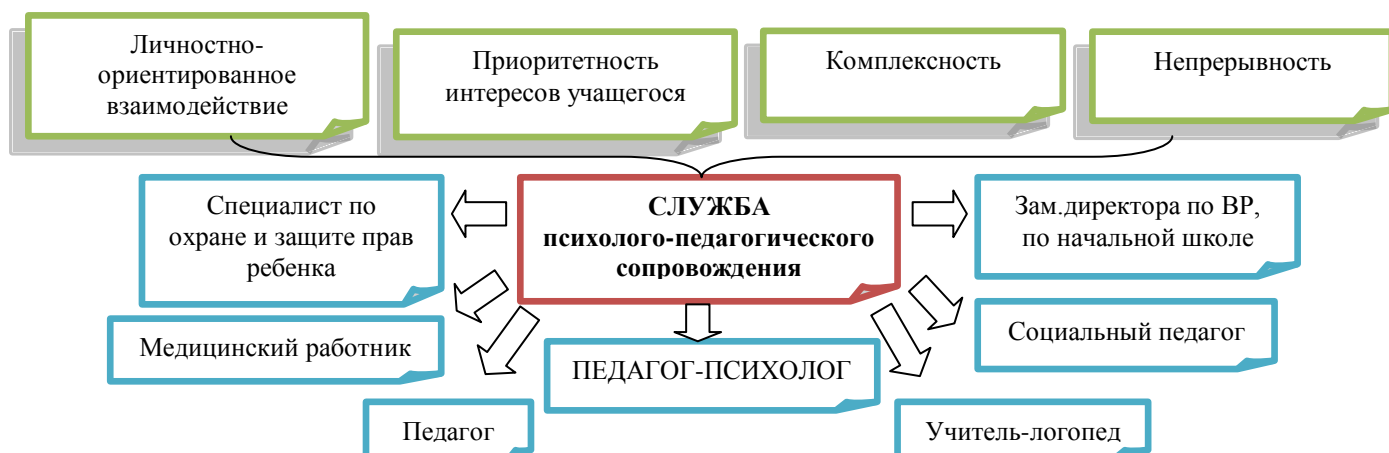 Личностно-
ориентированное
взаимодействие
Приоритетность
интересов учащегося
Комплексность
Непрерывность
Специалист по
охране и защите прав
ребенка
СЛУЖБА
психолого-педагогического
сопровождения
Зам.директора по ВР,
по начальной школе
Медицинский работник
ПЕДАГОГ-ПСИХОЛОГ
Социальный педагог
Педагог
Учитель-логопед